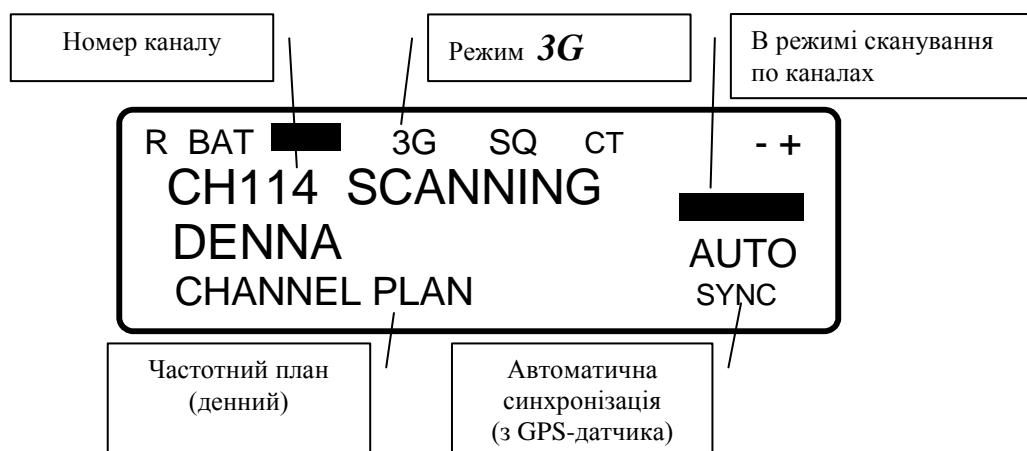 Номер каналу
Режим 3G
В режимі сканування
по каналах
R BAT 3G SQ CT - +
CH114 SCANNING
DENNA
AUTO
CHANNEL PLAN
SYNC
Частотний план
(денний)
Автоматична
синхронізація
(з GPS-датчика)